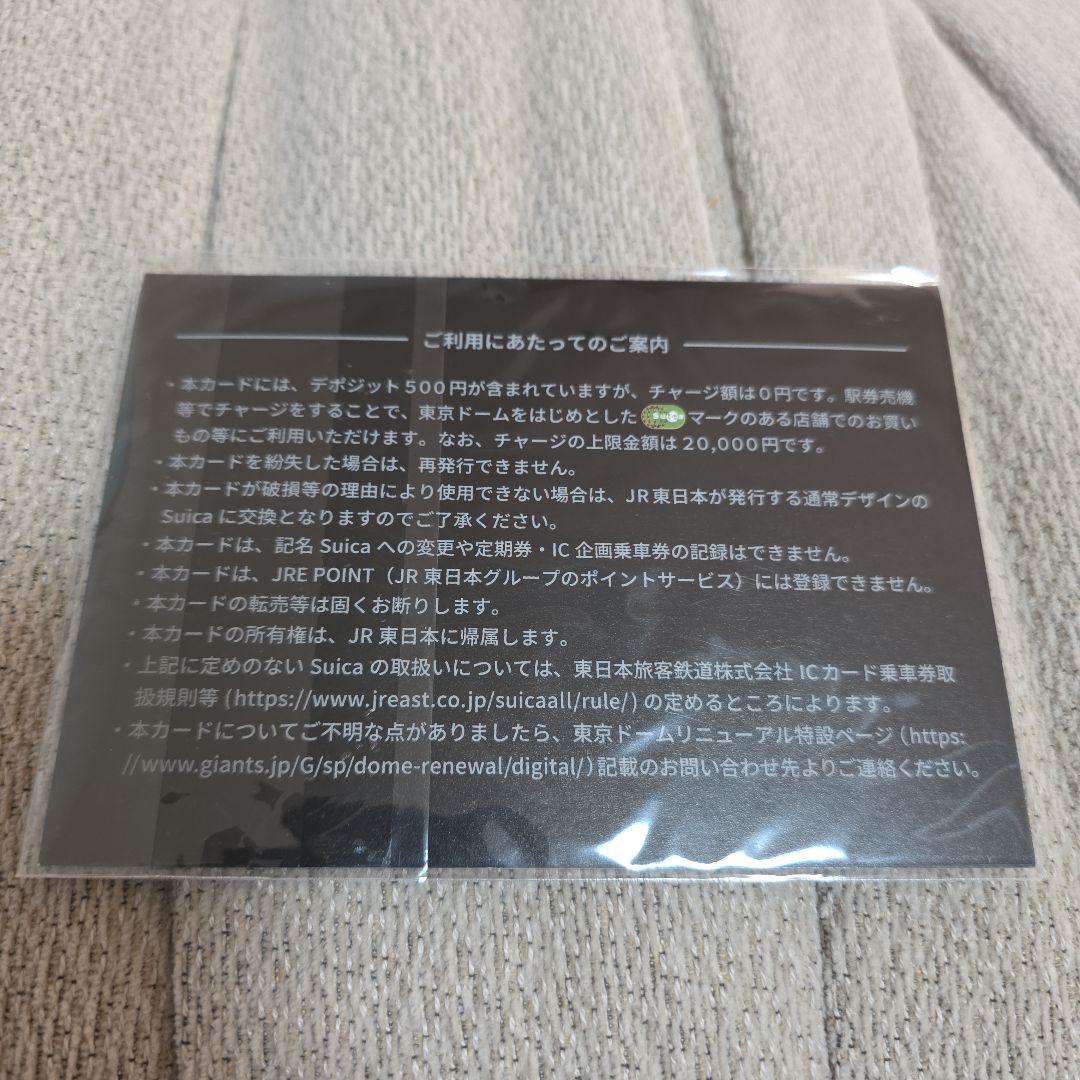 ご利用にあたってのご案内
・本カードには、デポジット500円が含まれていますが、チャージ額は0円です。駅券売機
等でチャージをすることで、東京ドームをはじめとした Suica マークのある店舗でのお買い
もの等にご利用いただけます。なお、チャージの上限金額は20,000円です。
・本カードを紛失した場合は、再発行できません。
・本カードが破損等の理由により使用できない場合は、JR東日本が発行する通常デザインの
Suica に交換となりますのでご了承ください。
・本カードは、記名 Suica への変更や定期券・IC 企画乗車券の記録はできません。
・本カードは、JRE POINT（JR 東日本グループのポイントサービス）には登録できません。
・本カードの転売等は固くお断りします。
・本カードの所有権は、JR 東日本に帰属します。
・上記に定めのない Suica の取扱いについては、東日本旅客鉄道株式会社 ICカード乗車券取
扱規則等 (https://www.jreast.co.jp/suicaall/rule/) の定めるところによります。
・本カードについてご不明な点がありましたら、東京ドームリニューアル特設ページ（https:
//www.giants.jp/G/sp/dome-renewal/digital/）記載のお問い合わせ先よりご連絡ください。